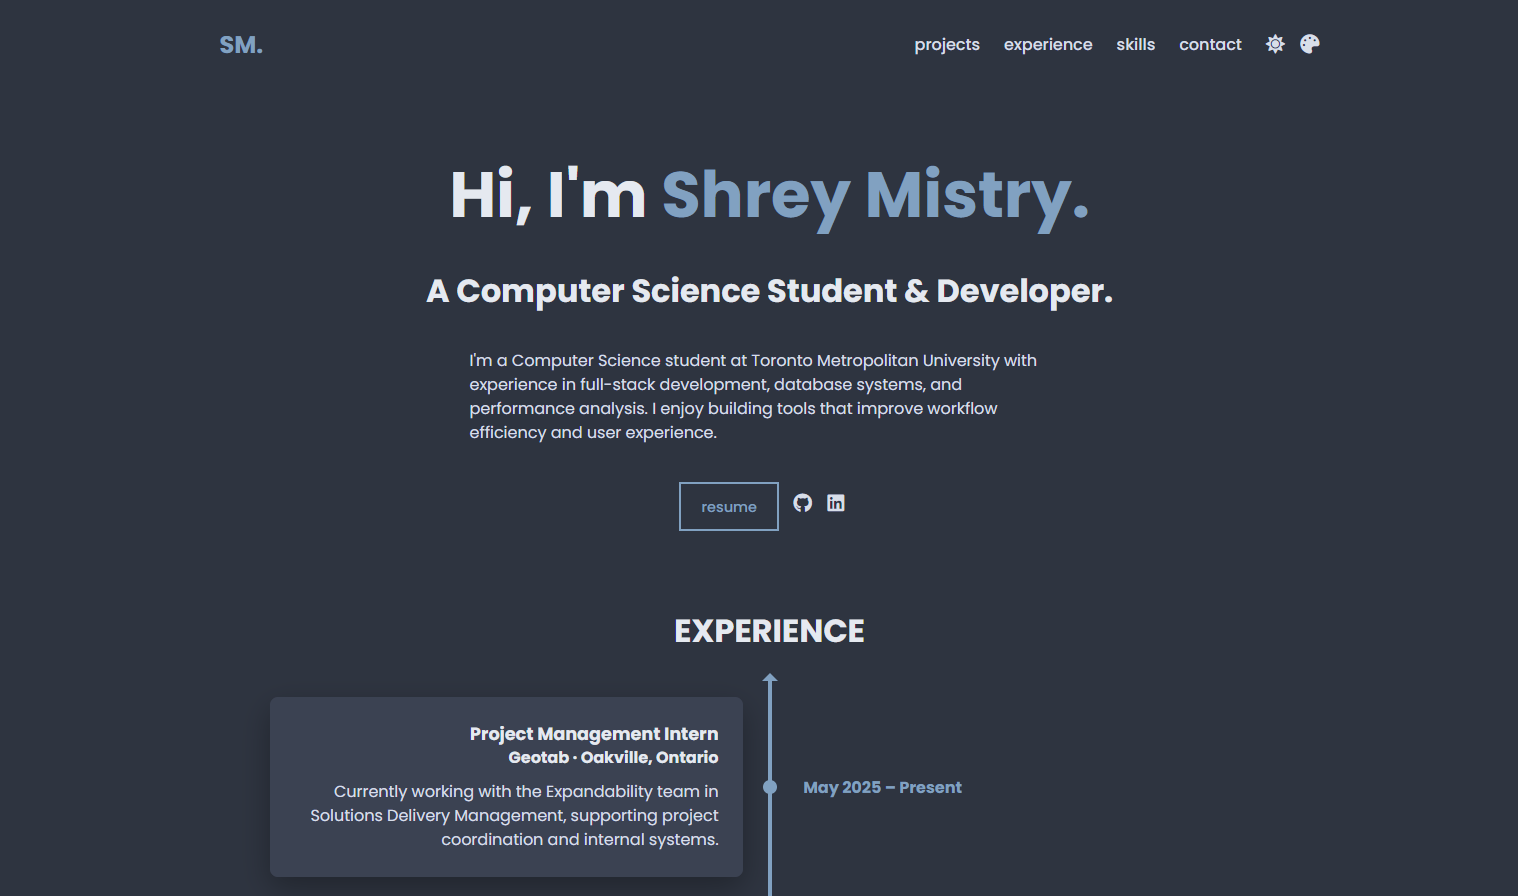 SM.
projects experience skills contact
Hi, I'm Shrey Mistry.
A Computer Science Student & Developer.
I'm a Computer Science student at Toronto Metropolitan University with
experience in full-stack development, database systems, and
performance analysis. I enjoy building tools that improve workflow
efficiency and user experience.
resume
EXPERIENCE
Project Management Intern
Geotab · Oakville, Ontario
Currently working with the Expandability team in
Solutions Delivery Management, supporting project
coordination and internal systems.
May 2025 – Present